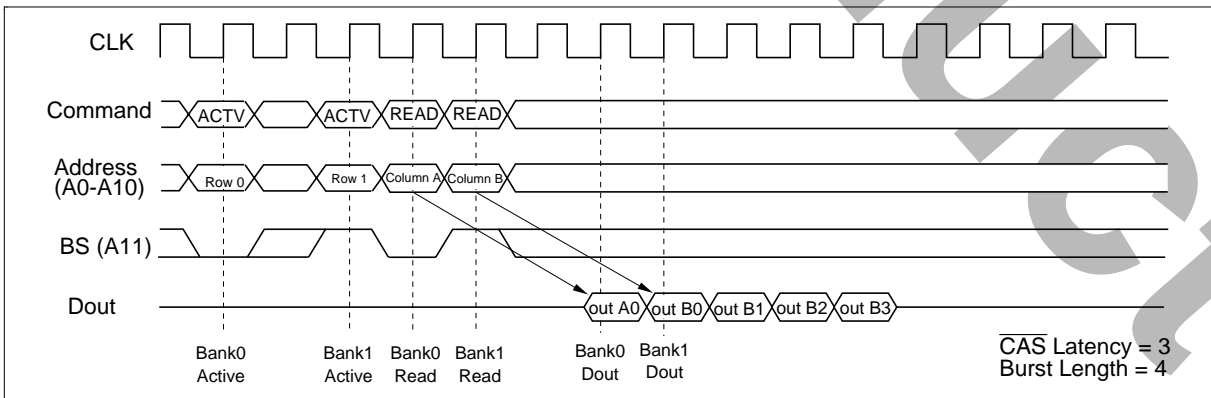 CLK
Command ACTV ACTV READ READ
Address
(A0-A10) Row 0 Row 1 Column A Column B
BS (A11)
Dout out A0 out B0 out B1 out B2 out B3
Bank0 Bank1 Bank0 Bank1 Bank0 Bank1
Active Active Read Read Dout Dout
CAS Latency = 3
Burst Length = 4
uct